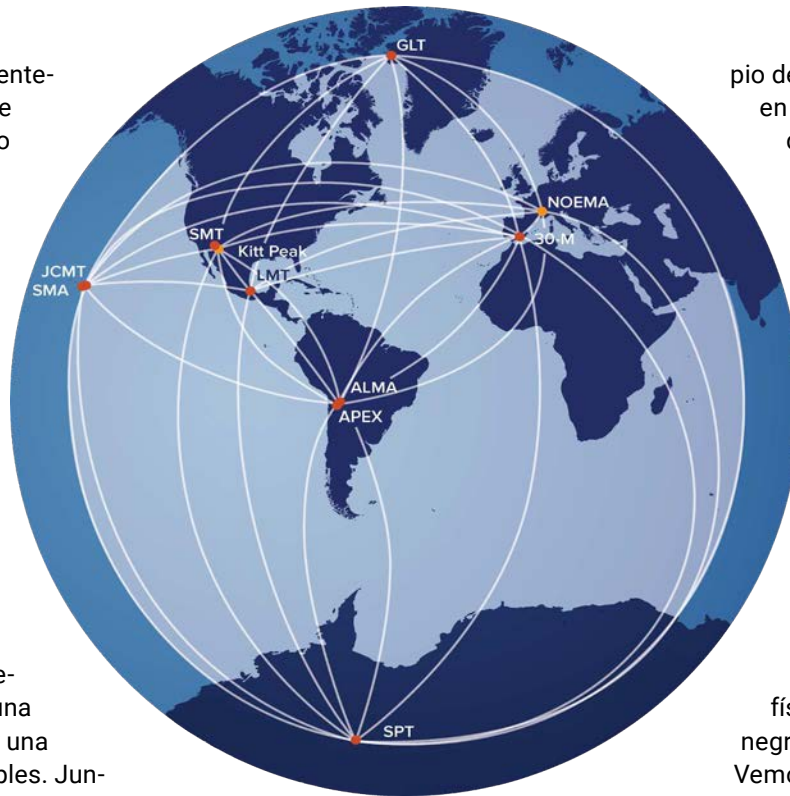 ente-
e
o
pio de
en
GLT
NOEMA
30-M
SMT
Kitt Peak
LMT
JCMT
SMA
ALMA
APEX
SPT
e-
una
una
bles. Jun-
fís
negr
Vemo